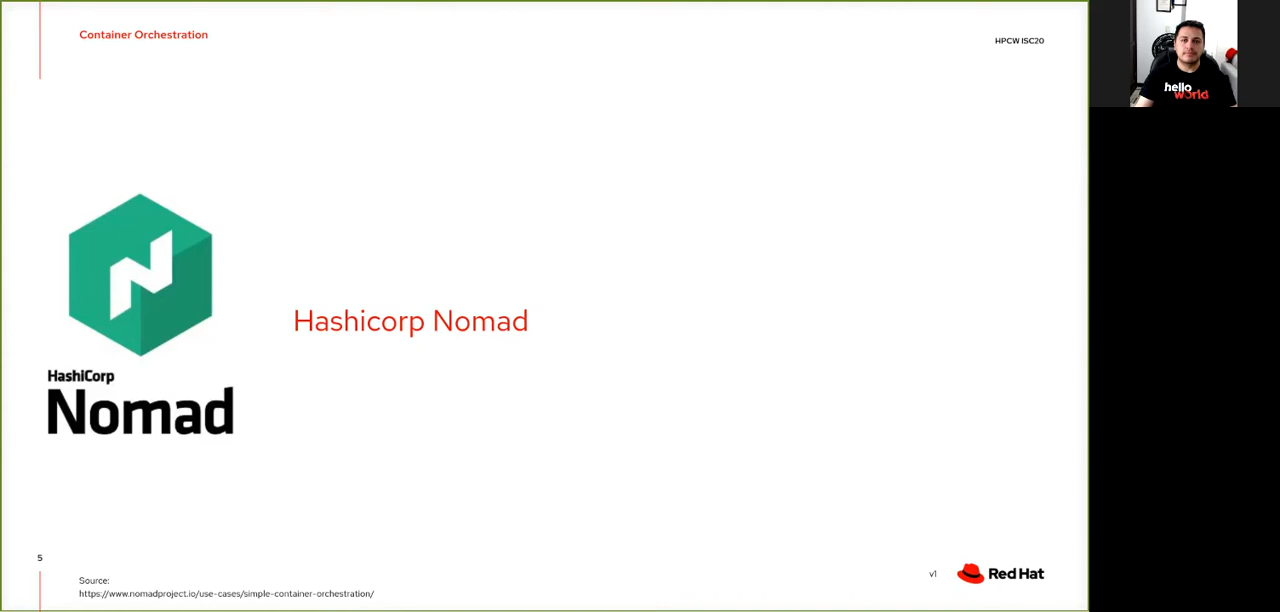 Container Orchestration
HPCW ISC20
Hashicorp Nomad
HashiCorp
Nomad
5
Source:
https://www.nomadproject.io/use-cases/simple-container-orchestration/
v1
Red Hat
hello
world